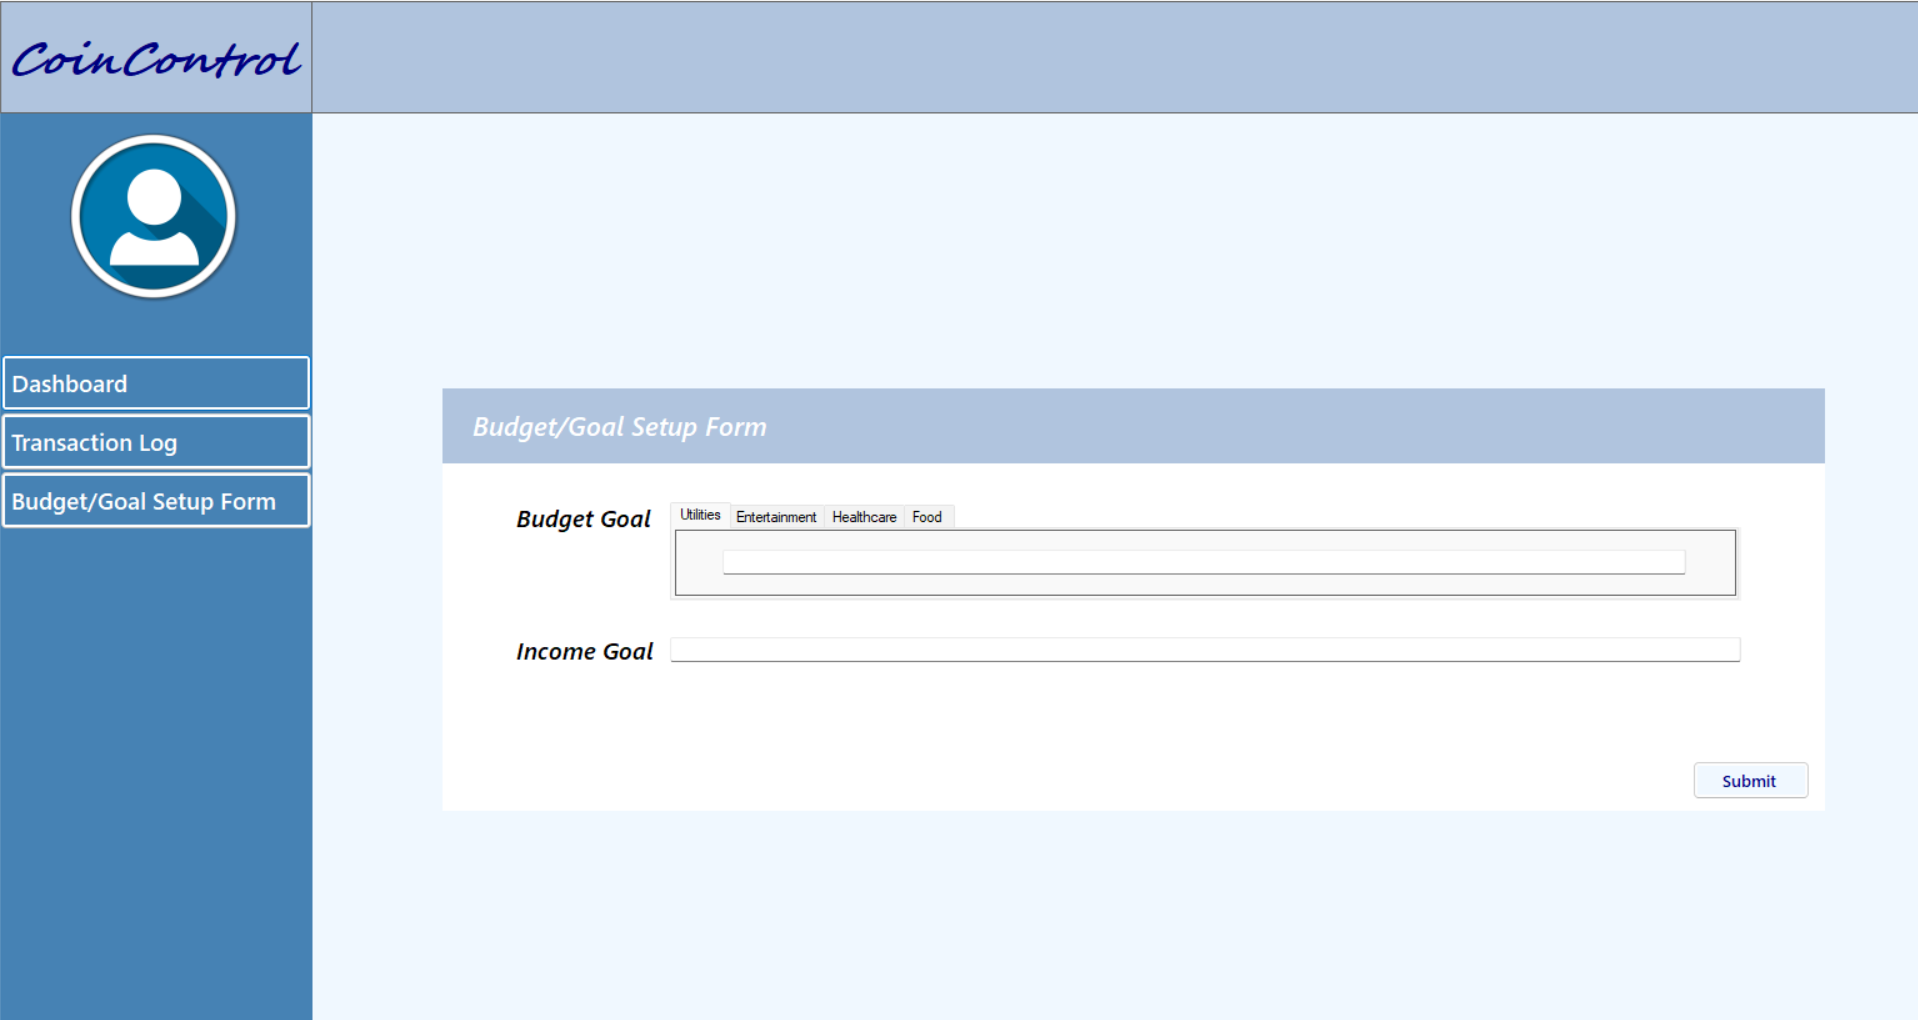 CoinControl
Dashboard
Transaction Log
Budget/Goal Setup Form
Budget/Goal Setup Form
Budget Goal
Utilities Entertainment Healthcare Food
Income Goal
Submit